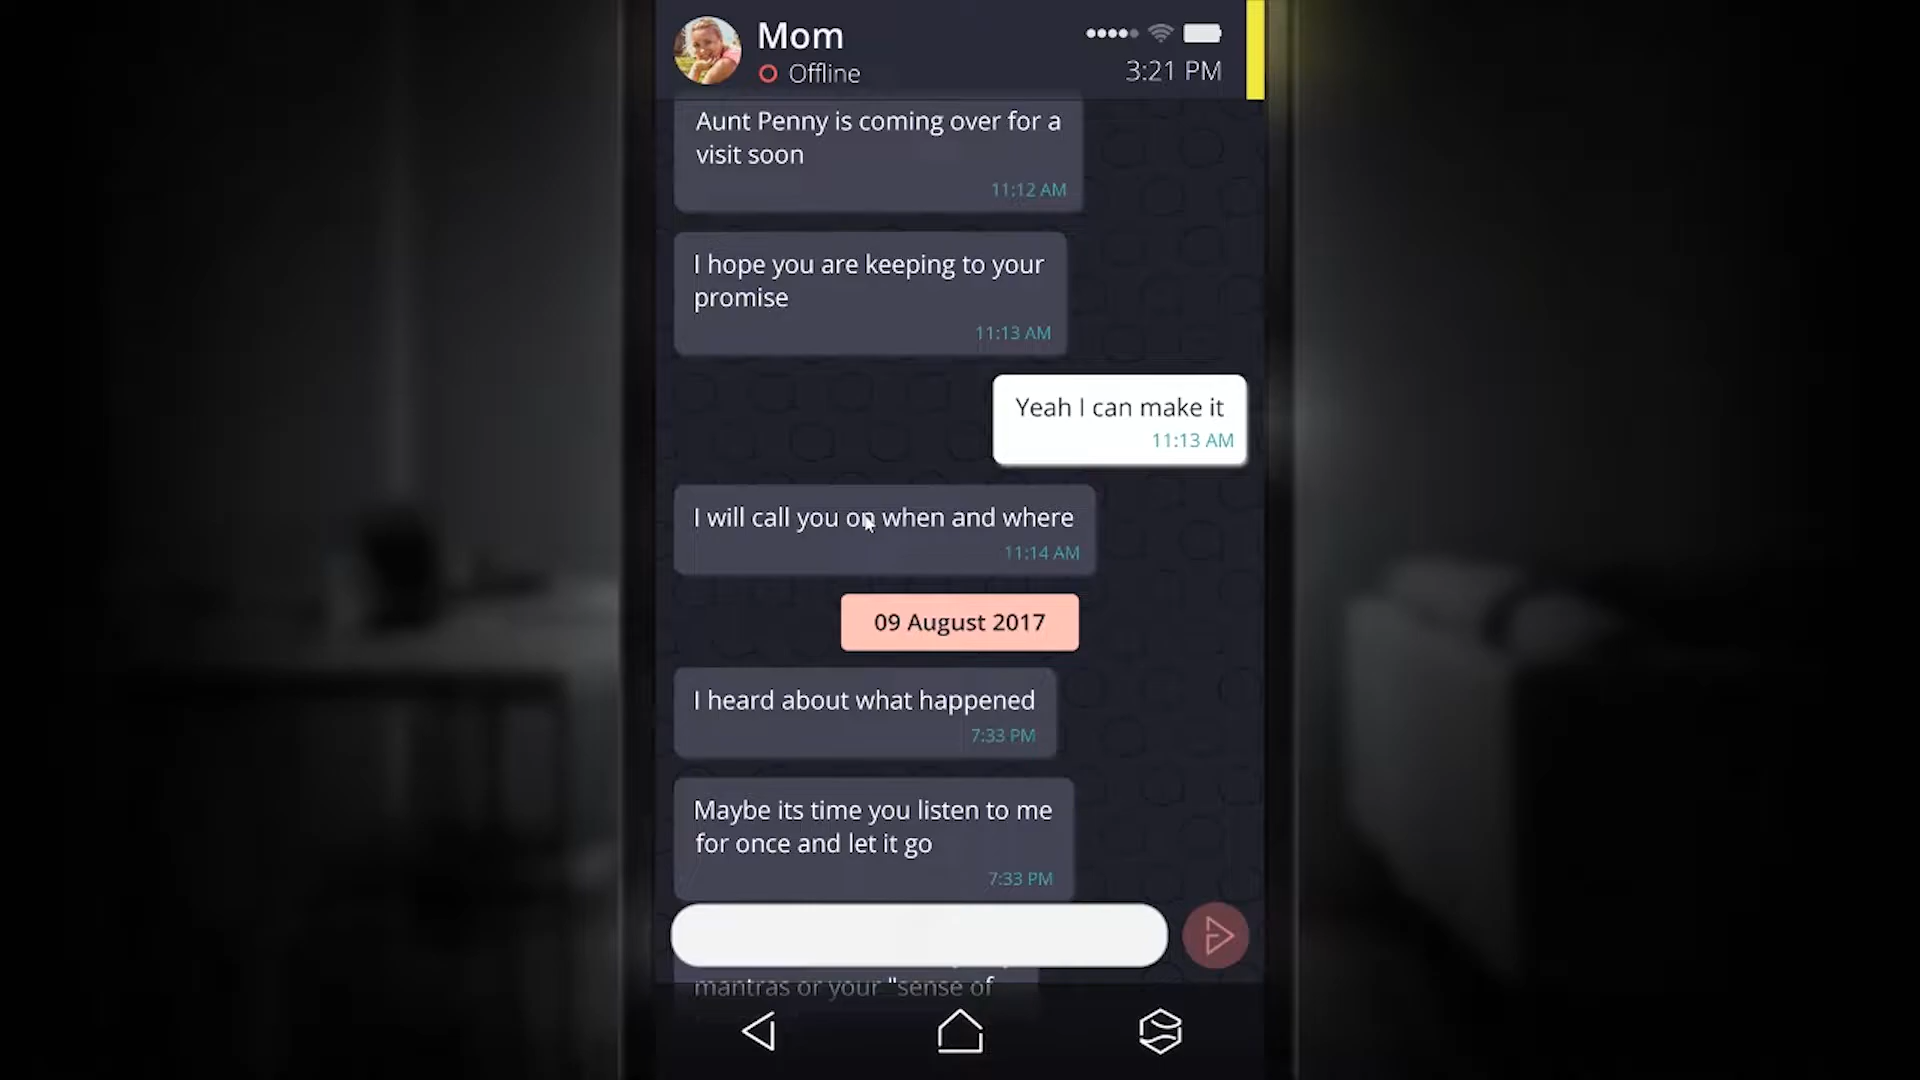 Mom
Offline
3:21 PM
Aunt Penny is coming over for a
visit soon
11:12 AM
I hope you are keeping to your
promise
11:13 AM
Yeah I can make it
11:13 AM
I will call you on when and where
11:14 AM
09 August 2017
I heard about what happened
7:33 PM
Maybe its time you listen to me
for once and let it go
7:33 PM
mantras or your "sense of